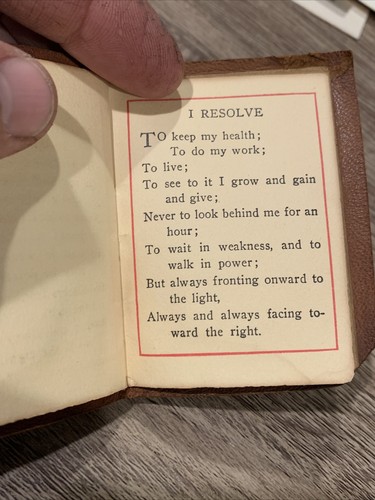 I RESOLVE
TO keep my health;
To do my work;
To live;
To see to it I grow and gain
and give;
Never to look behind me for an
hour;
To wait in weakness, and to
walk in power;
But always fronting onward to
the light,
Always and always facing to-
ward the right.